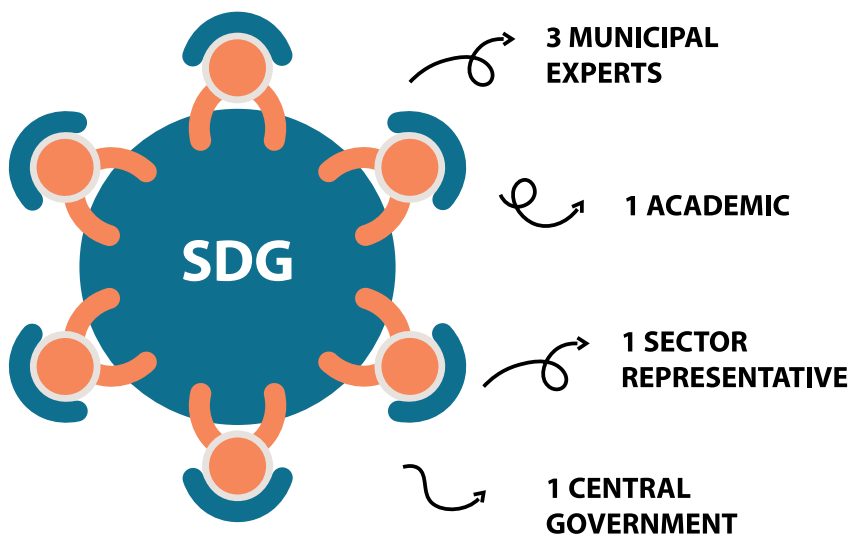 3 MUNICIPAL
EXPERTS
1 ACADEMIC
SDG
1 SECTOR
REPRESENTATIVE
1 CENTRAL
GOVERNMENT